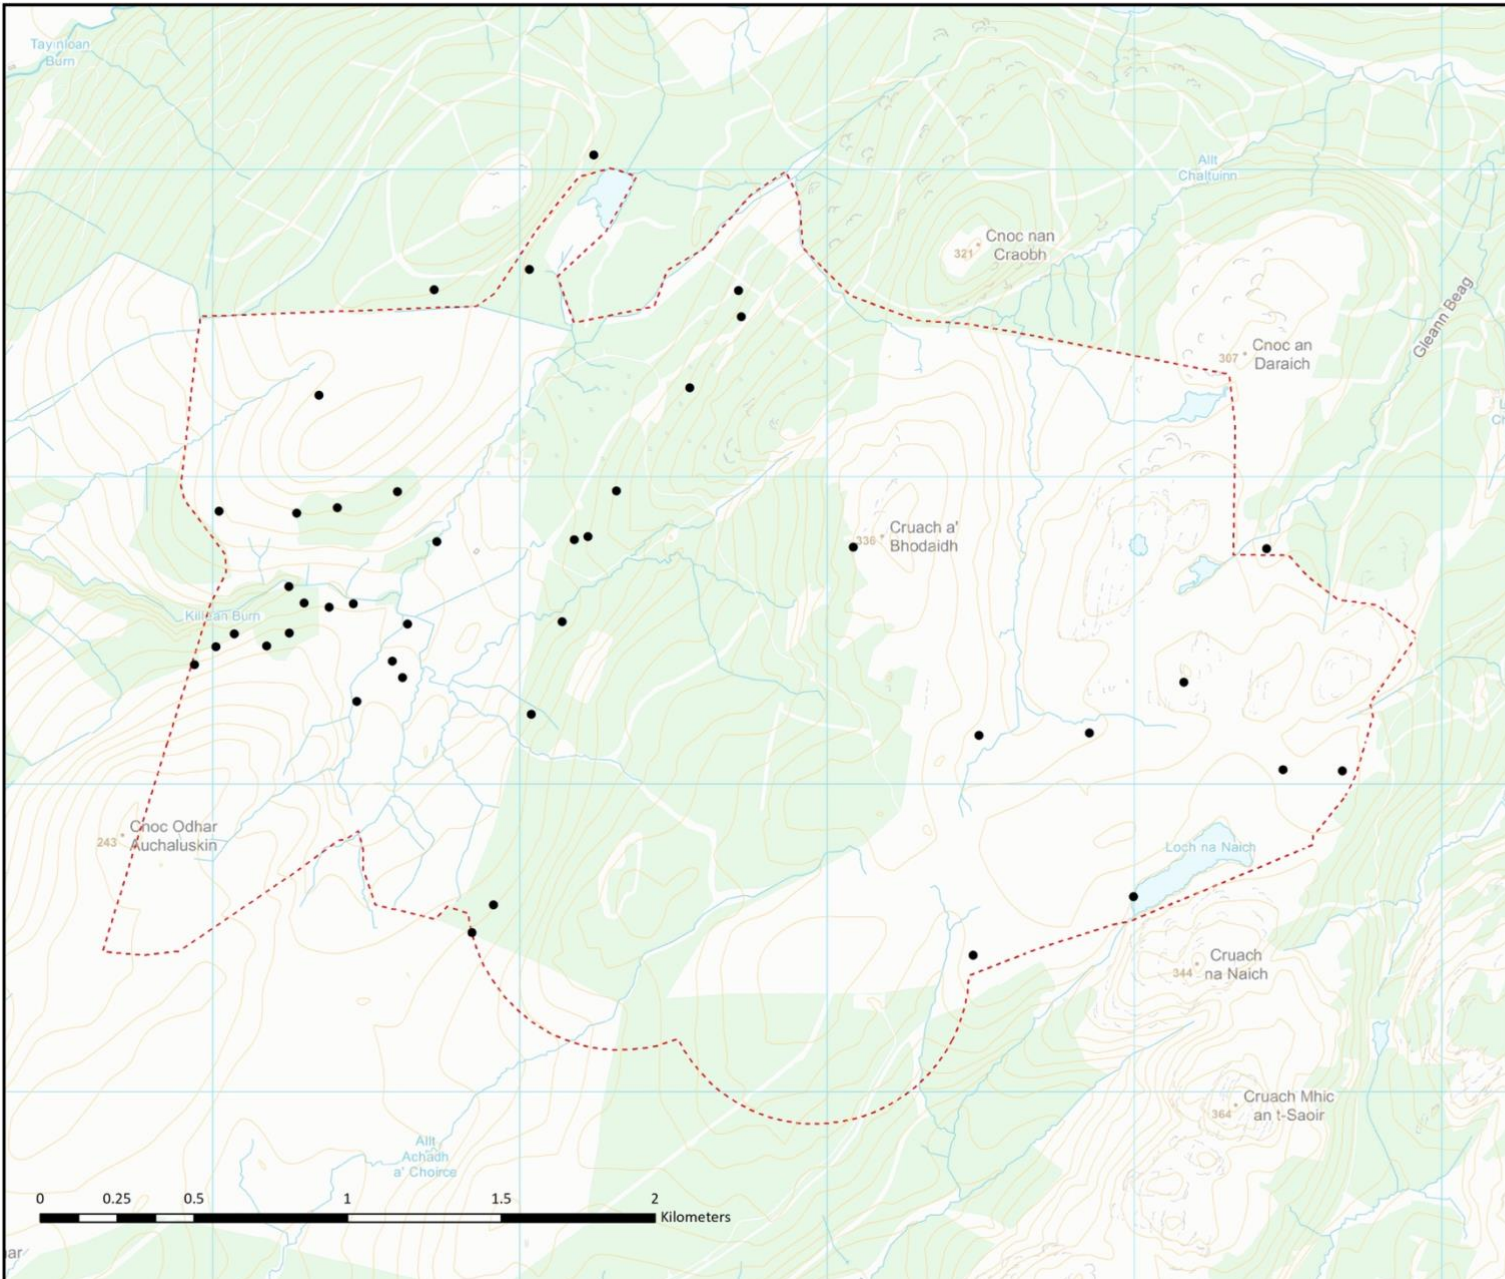 Tayinloan
Burn
Allt
Chaltuinn
Cnoc nan
Craobh
321
Gleann Beag
Cnoc an
Daraich
307
Cruach a'
Bhodaidh
336
Killean Burn
Cnoc Odhar
Auchaluskin
243
Loch na Naich
Cruach
na Naich
344
Cruach Mhic
an t-Saoir
364
Allt
Achadh
a' Choirce
0 0.25 0.5 1 1.5 2
Kilometers